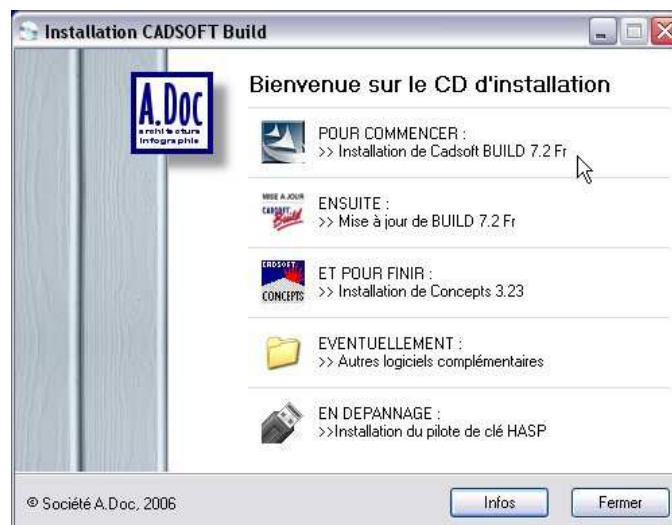 Installation CADSOFT Build
A.Doc
architecture
infographie
Bienvenue sur le CD d'installation
POUR COMMENCER :
>> Installation de Cadsoft BUILD 7.2 Fr
MISE A JOUR
CADSOFT
Build
ENSUITE :
>> Mise à jour de BUILD 7.2 Fr
CADSOFT
CONCEPTS
ET POUR FINIR :
>> Installation de Concepts 3.23
EVENTUELLEMENT :
>> Autres logiciels complémentaires
EN DEPANNAGE :
>>Installation du pilote de clé HASP
© Société A.Doc, 2006
Infos
Fermer